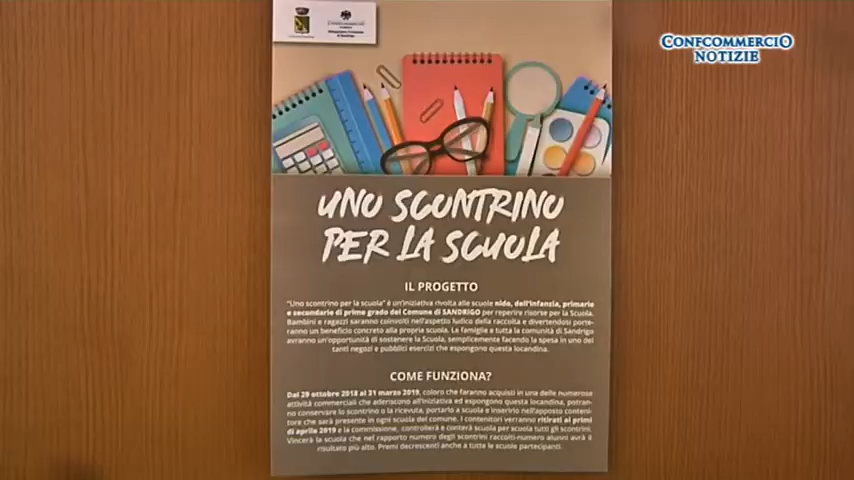 CONFCOMMERCIO
NOTIZIE
UNO SCONTRINO
PER LA SCUOLA
IL PROGETTO
"Uno scontrino per la scuola" è un'iniziativa rivolta alle scuole nido, dell'infanzia, primarie
e secondarie di primo grado del Comune di SANDRIGO per reperire risorse per la Scuola.
Bambini e ragazzi saranno coinvolti nell'aspetto ludico della raccolta e divertendosi porte-
ranno un beneficio concreto alla propria scuola. Le famiglie e tutta la comunità di Sandrigo
avranno un'opportunità di sostenere la Scuola, semplicemente facendo la spesa in uno dei
tanti negozi e pubblici esercizi che espongono questa locandina.
COME FUNZIONA?
Dal 29 ottobre 2018 al 31 marzo 2019, coloro che faranno acquisti in una delle numerose
attività commerciali che aderiscono all'iniziativa ed espongono questa locandina, potran-
no conservare lo scontrino o la ricevuta, portarlo a scuola e inserirlo nell'apposito conteni-
tore che sarà presente in ogni scuola del comune. I contenitori verranno ritirati ai primi
di aprile 2019 e la commissione, controllerà e conterà scuola per scuola tutti gli scontrini.
Vincerà la scuola che nel rapporto numero degli scontrini raccolti-numero alunni avrà il
risultato più alto. Premi decrescenti anche a tutte le scuole partecipanti.